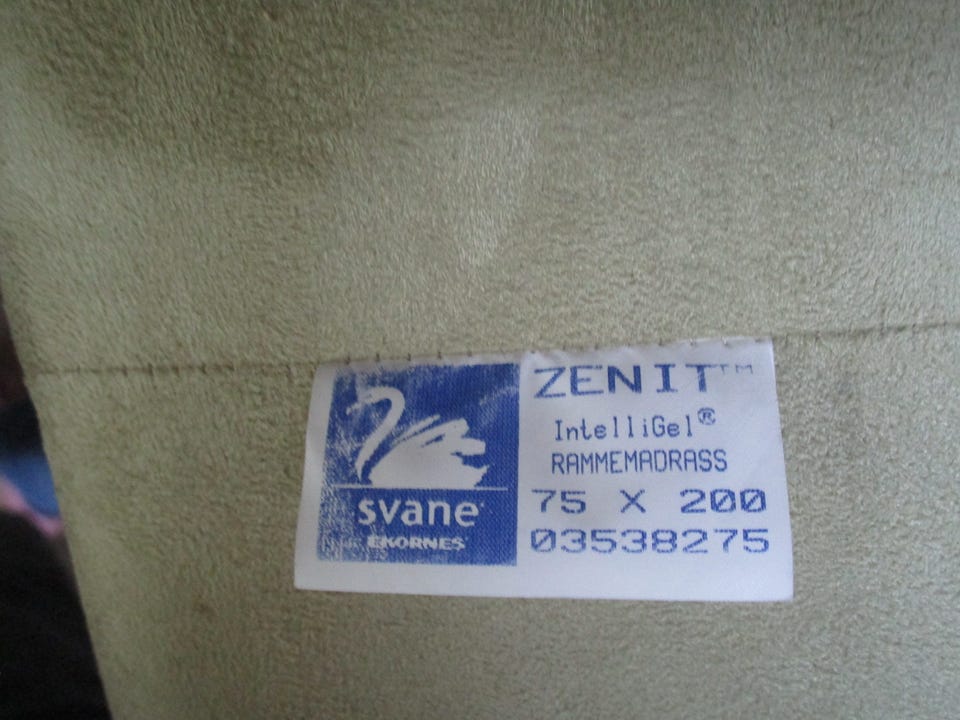 svane
EKORNES
ZENIT™
IntelliGel®
RAMMEMADRASS
75 X 200
03538275